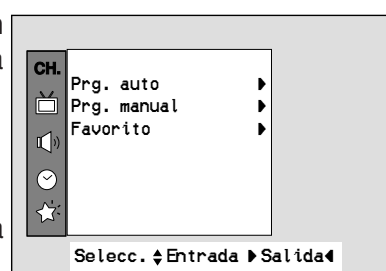 CH.
Prg. auto
Prg. manual
Favorito
Selecc. Entrada Salida